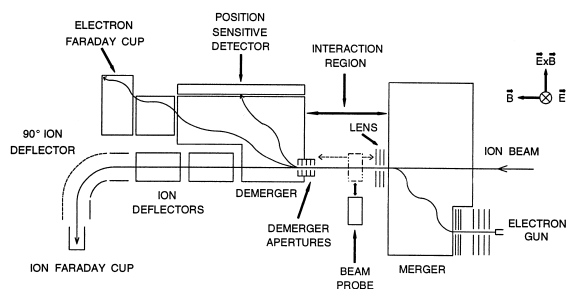 ELECTRON
FARADAY CUP
POSITION
SENSITIVE
DETECTOR
INTERACTION
REGION
E⃗xB⃗
B⃗
E⃗
90° ION
DEFLECTOR
LENS
ION BEAM
ION
DEFLECTORS
DEMERGER
DEMERGER
APERTURES
ELECTRON
GUN
ION FARADAY CUP
BEAM
PROBE
MERGER